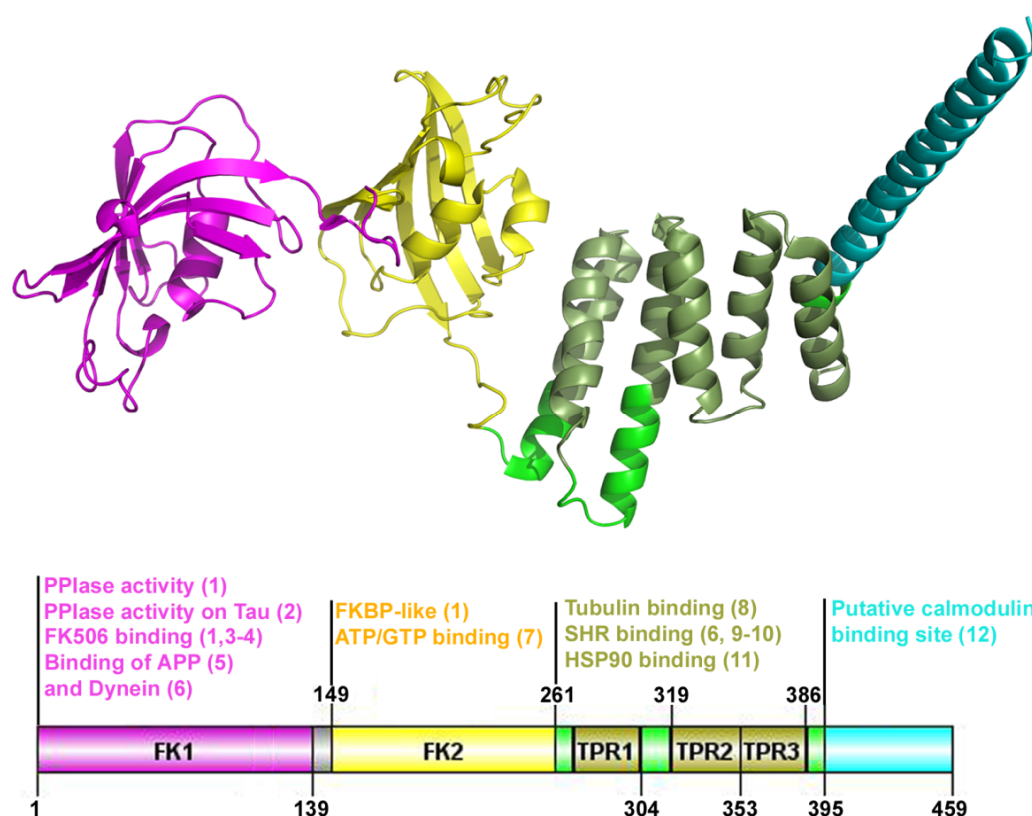 PPIase activity (1)
PPIase activity on Tau (2)
FK506 binding (1,3-4)
Binding of APP (5)
and Dynein (6)
FKBP-like (1)
ATP/GTP binding (7)
Tubulin binding (8)
SHR binding (6, 9-10)
HSP90 binding (11)
Putative calmodulin
binding site (12)
149 261 319 386
FK1 FK2 TPR1 TPR2 TPR3
1 139 304 353 395 459